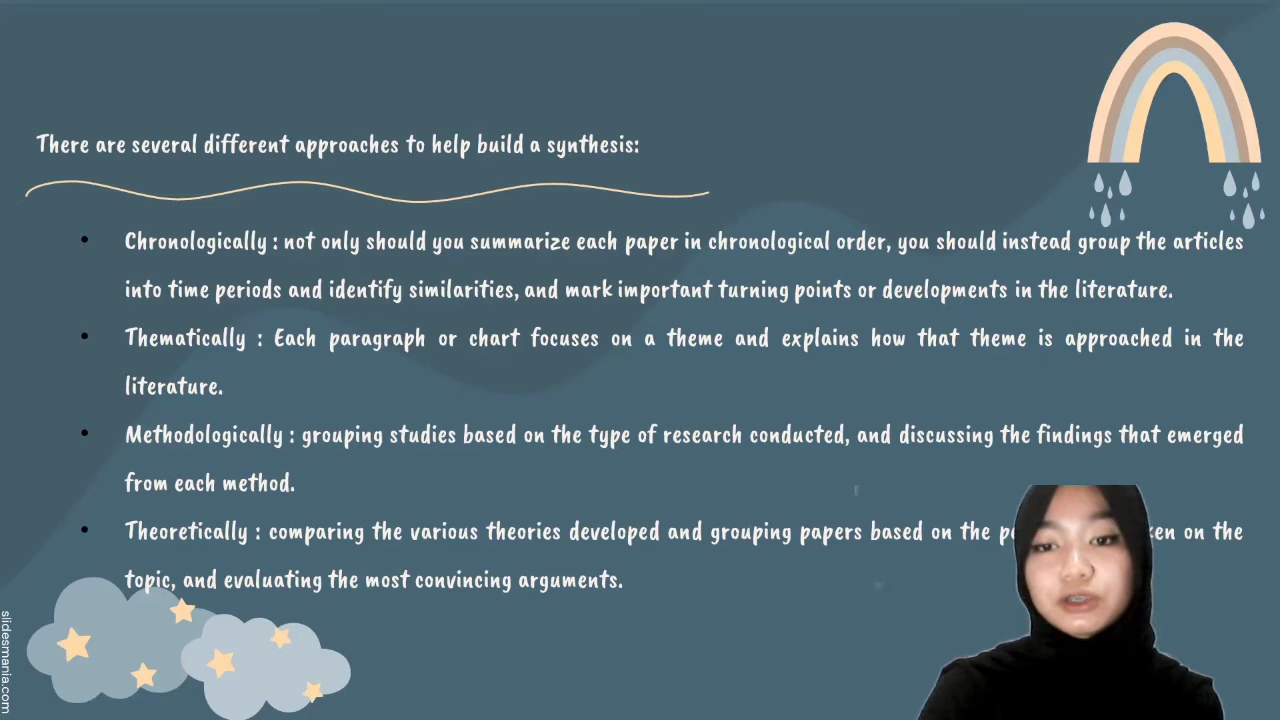 There are several different approaches to help build a synthesis:
• Chronologically : not only should you summarize each paper in chronological order, you should instead group the articles
into time periods and identify similarities, and mark important turning points or developments in the literature.
• Thematically : Each paragraph or chart focuses on a theme and explains how that theme is approached in the
literature.
• Methodologically : grouping studies based on the type of research conducted, and discussing the findings that emerged
from each method.
• Theoretically : comparing the various theories developed and grouping papers based on the on the
topic, and evaluating the most convincing arguments.
slidesmania.com